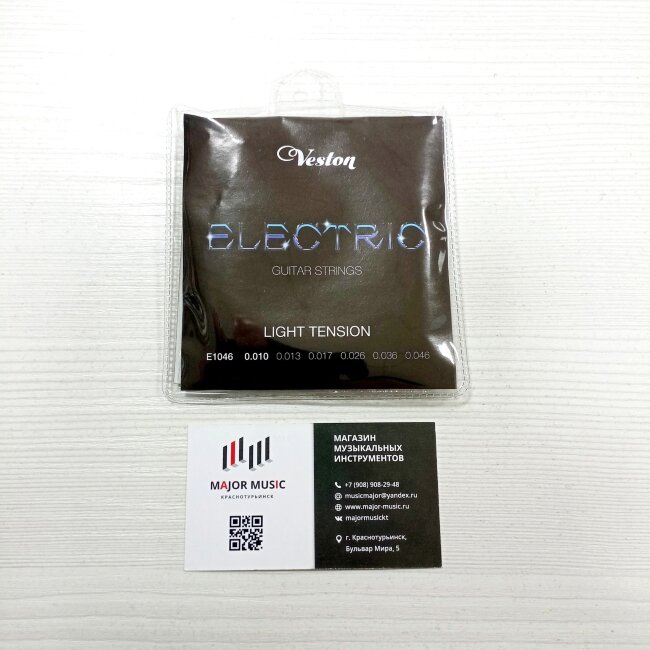 Veston
ELECTRIC
GUITAR STRINGS
LIGHT TENSION
E1046 0.010 0.013 0.017 0.026 0.036 0.046
MAJOR MUSIC
КРАСНОТУРЬИНСК
МАГАЗИН
МУЗЫКАЛЬНЫХ
ИНСТРУМЕНТОВ
+7 (908) 908-29-48
musicmajor@yandex.ru
www.major-music.ru
majormusickt
г. Краснотурьинск,
Бульвар Мира, 5